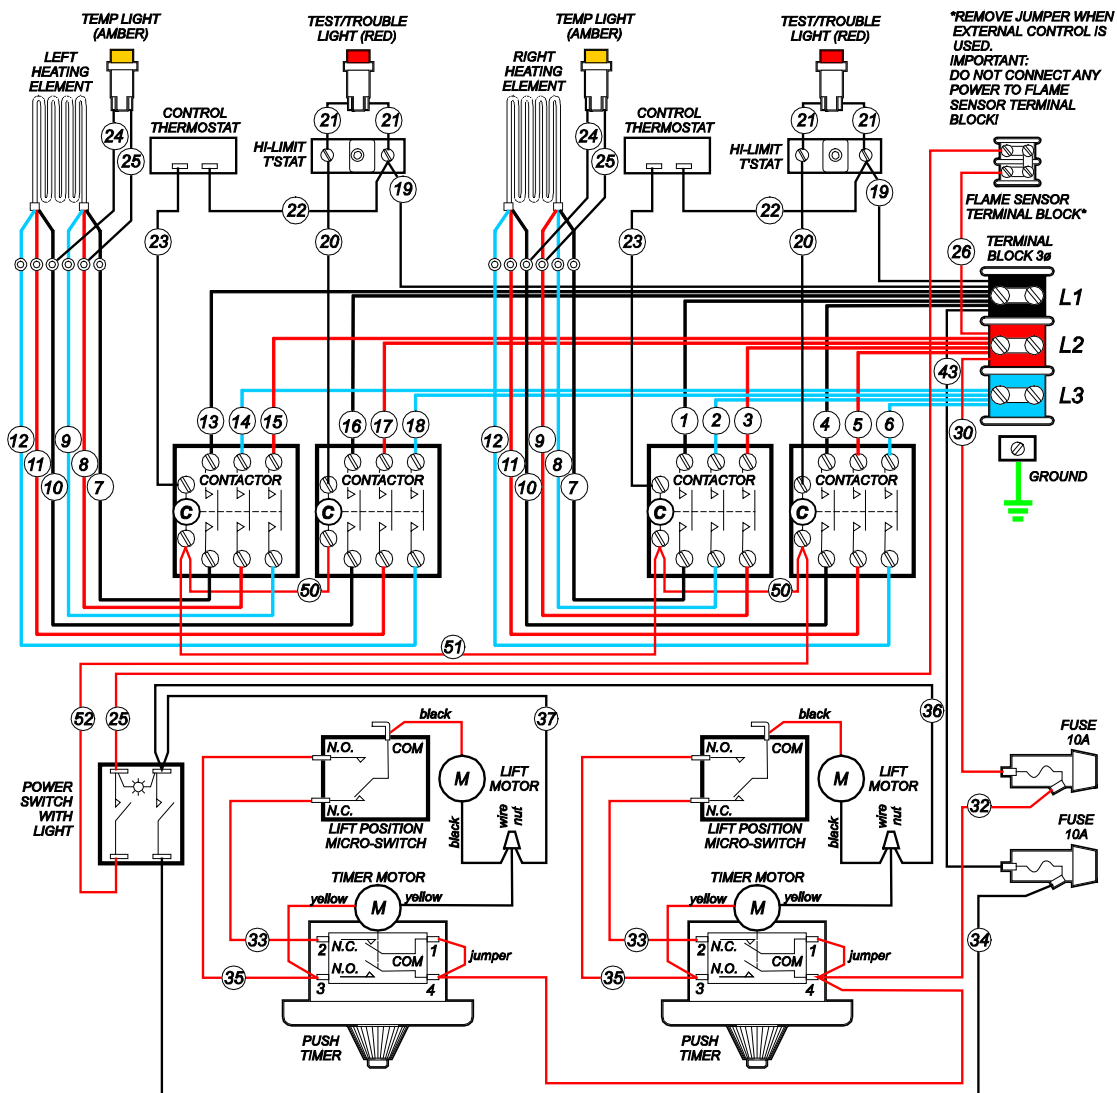 TEMP LIGHT
(AMBER)
TEST/TROUBLE
LIGHT (RED)
TEMP LIGHT
(AMBER)
TEST/TROUBLE
LIGHT (RED)
*REMOVE JUMPER WHEN
EXTERNAL CONTROL IS
USED.
IMPORTANT:
DO NOT CONNECT ANY
POWER TO FLAME
SENSOR TERMINAL
BLOCK!
LEFT
HEATING
ELEMENT
CONTROL
THERMOSTAT
HI-LIMIT
T'STAT
RIGHT
HEATING
ELEMENT
CONTROL
THERMOSTAT
HI-LIMIT
T'STAT
24
25
21
21
24
25
21
21
19
22
23
20
19
22
23
20
FLAME SENSOR
TERMINAL BLOCK*
26
TERMINAL
BLOCK 3ø
L1
L2
L3
43
30
GROUND
13
14
15
16
17
18
1
2
3
4
5
6
12
11
10
9
8
7
12
11
10
9
8
7
CONTACTOR
C
CONTACTOR
C
CONTACTOR
C
CONTACTOR
C
50
50
51
52
25
37
36
POWER
SWITCH
WITH
LIGHT
black
N.O.
COM
N.C.
M
LIFT
MOTOR
black
wire
nut
LIFT POSITION
MICRO-SWITCH
black
N.O.
COM
N.C.
M
LIFT
MOTOR
black
wire
nut
LIFT POSITION
MICRO-SWITCH
FUSE
10A
32
FUSE
10A
34
TIMER MOTOR
yellow
M
yellow
33
35
2
N.C.
1
N.O.
COM
3
4
jumper
PUSH
TIMER
TIMER MOTOR
yellow
M
yellow
33
35
2
N.C.
1
N.O.
COM
3
4
jumper
PUSH
TIMER